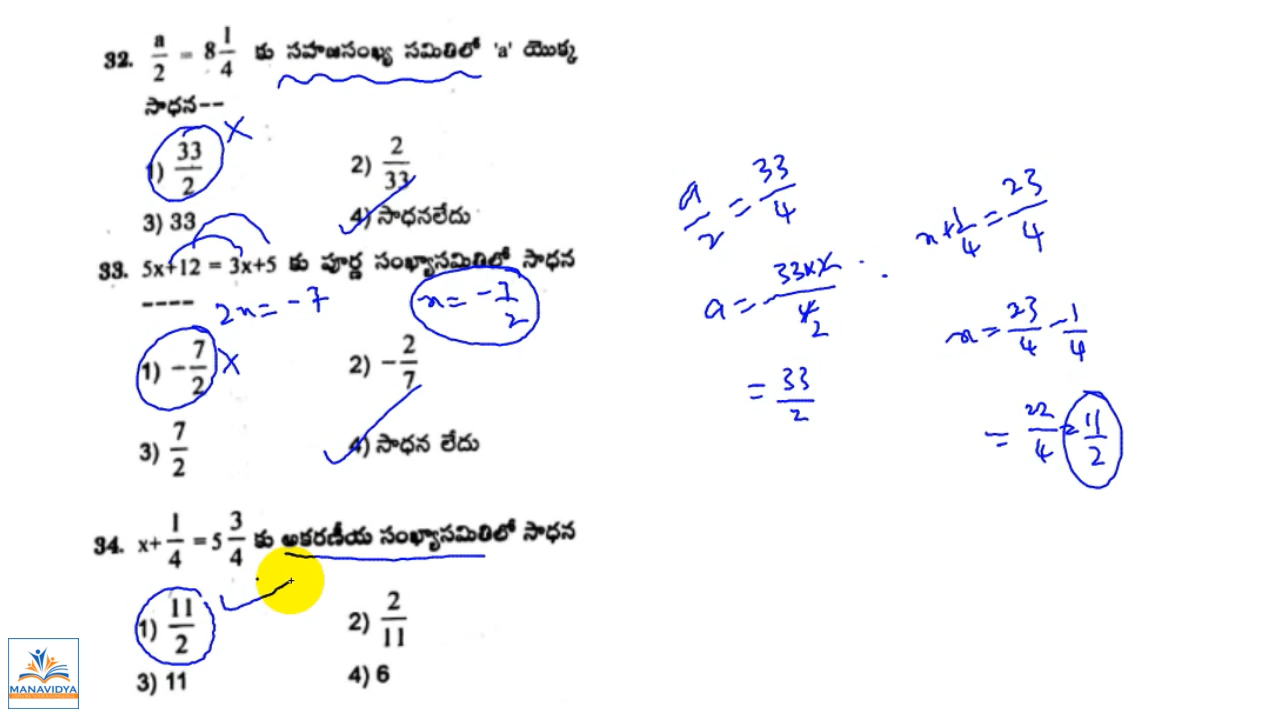 32. a/2 = 8 1/4 కు సహజసంఖ్య సమితిలో 'a' యొక్క
సాధన--
1) 33/2 x
2) 2/33
3) 33
4) సాధనలేదు
33. 5x+12 = 3x+5 కు పూర్ణ సంఖ్యాసమితిలో సాధన
----
2x = -7
x = -7/2
1) -7/2 x
2) -2/7
3) 7/2
4) సాధన లేదు
34. x+ 1/4 = 5 3/4 కు అకరణీయ సంఖ్యాసమితిలో సాధన
1) 11/2
2) 2/11
3) 11
4) 6
a/2 = 33/4
a = 33x2/4 2
= 33/2
x+1/4 = 23/4
x = 23/4 - 1/4
= 22/4 = 11/2
MANAVIDYA